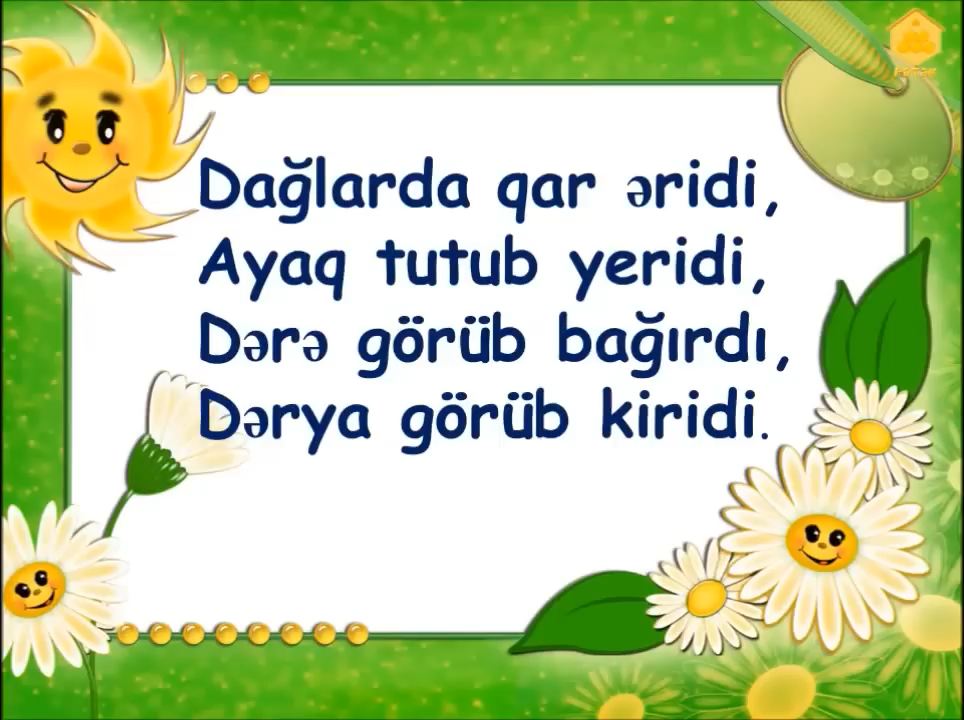 Dağlarda qar əridi,
Ayaq tutub yeridi,
Dərə görüb bağırdı,
Dərya görüb kiridi.